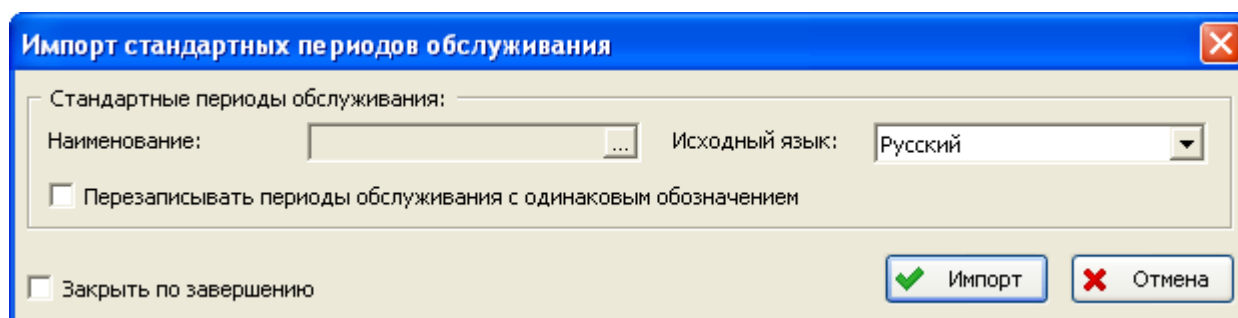 Импорт стандартных периодов обслуживания
Стандартные периоды обслуживания:
Наименование: ... Исходный язык: Русский
Перезаписывать периоды обслуживания с одинаковым обозначением
Закрыть по завершению Импорт Отмена